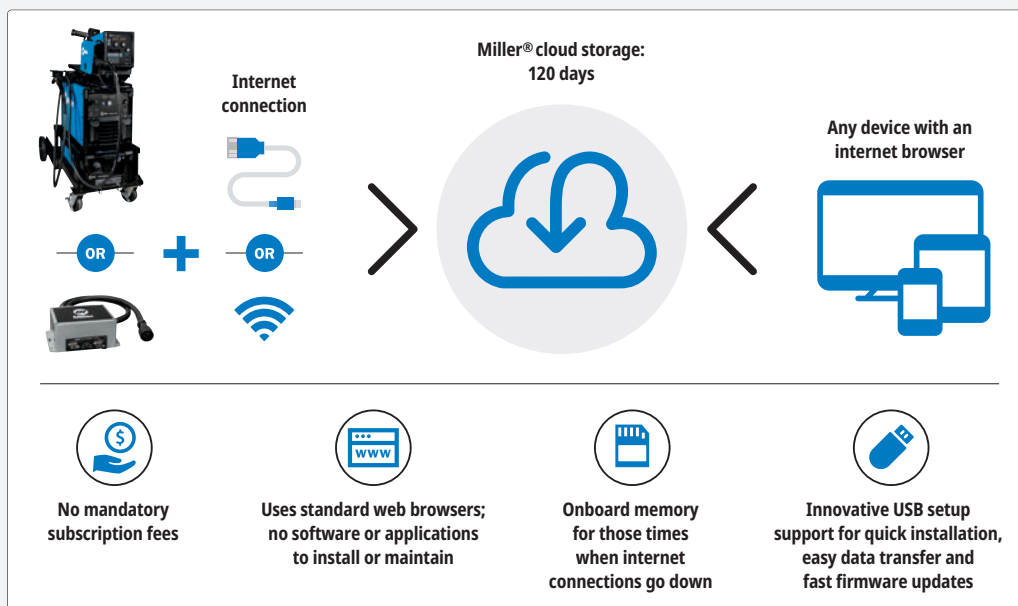 Miller® cloud storage:
120 days
Internet
connection
Any device with an
internet browser
OR
OR
$
www
No mandatory
subscription fees
Uses standard web browsers;
no software or applications
to install or maintain
Onboard memory
for those times
when internet
connections go down
Innovative USB setup
support for quick installation,
easy data transfer and
fast firmware updates